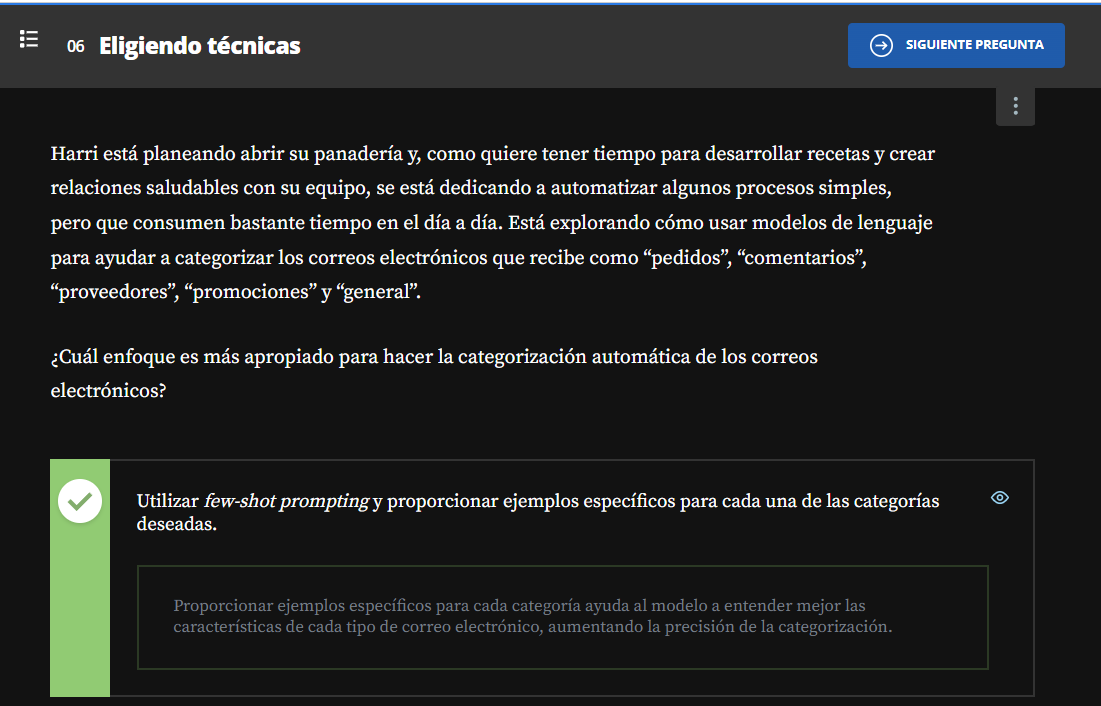 06 Eligiendo técnicas
SIGUIENTE PREGUNTA
Harri está planeando abrir su panadería y, como quiere tener tiempo para desarrollar recetas y crear
relaciones saludables con su equipo, se está dedicando a automatizar algunos procesos simples,
pero que consumen bastante tiempo en el día a día. Está explorando cómo usar modelos de lenguaje
para ayudar a categorizar los correos electrónicos que recibe como “pedidos”, “comentarios”,
“proveedores”, “promociones” y “general”.
¿Cuál enfoque es más apropiado para hacer la categorización automática de los correos
electrónicos?
Utilizar few-shot prompting y proporcionar ejemplos específicos para cada una de las categorías
deseadas.
Proporcionar ejemplos específicos para cada categoría ayuda al modelo a entender mejor las
características de cada tipo de correo electrónico, aumentando la precisión de la categorización.